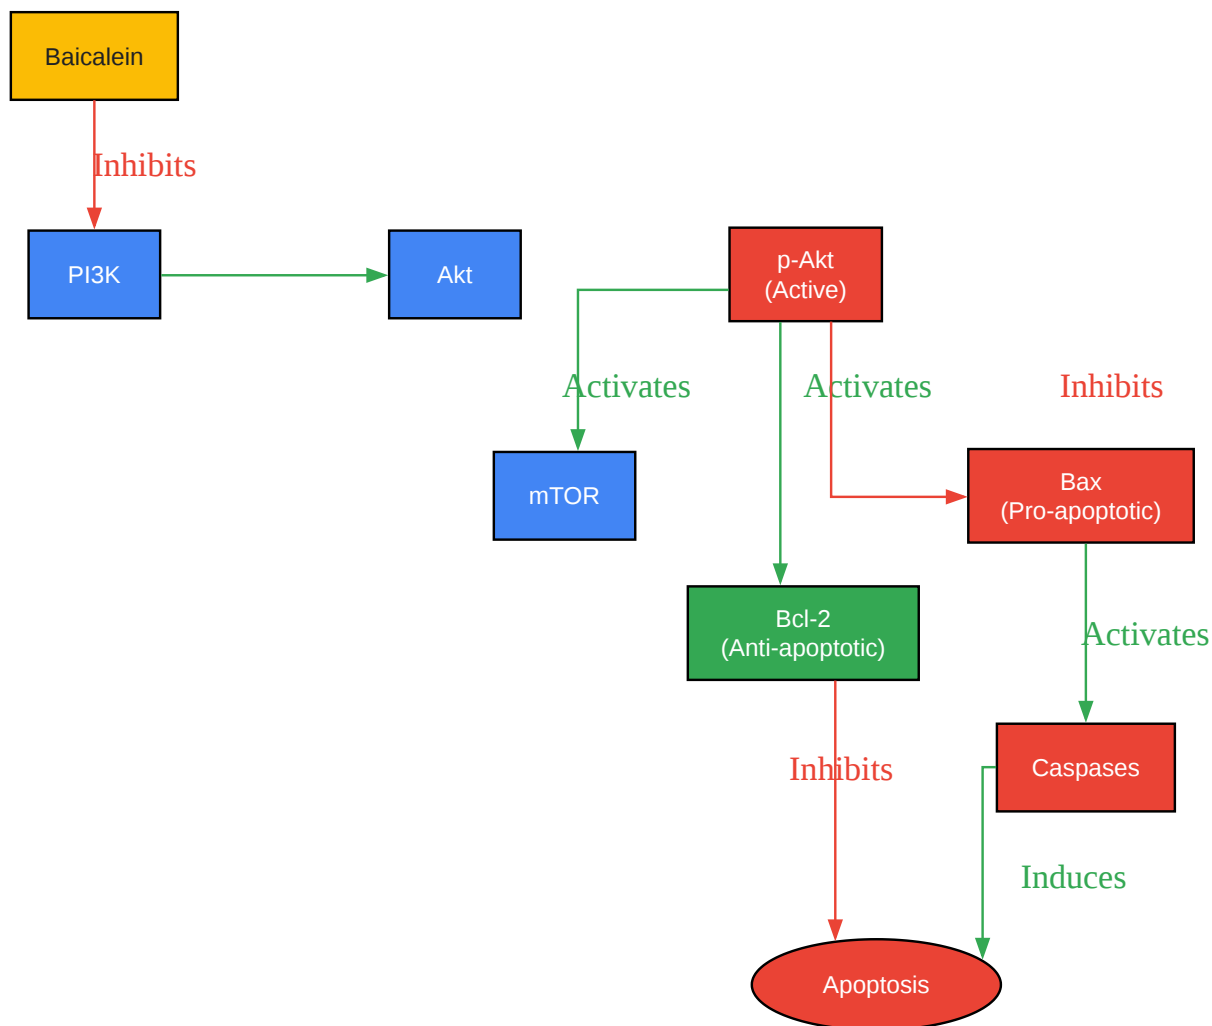 Baicalein
Inhibits
PI3K
Akt
p-Akt
(Active)
Activates
Activates
Inhibits
mTOR
Bax
(Pro-apoptotic)
Bcl-2
(Anti-apoptotic)
Activates
Inhibits
Caspases
Induces
Apoptosis